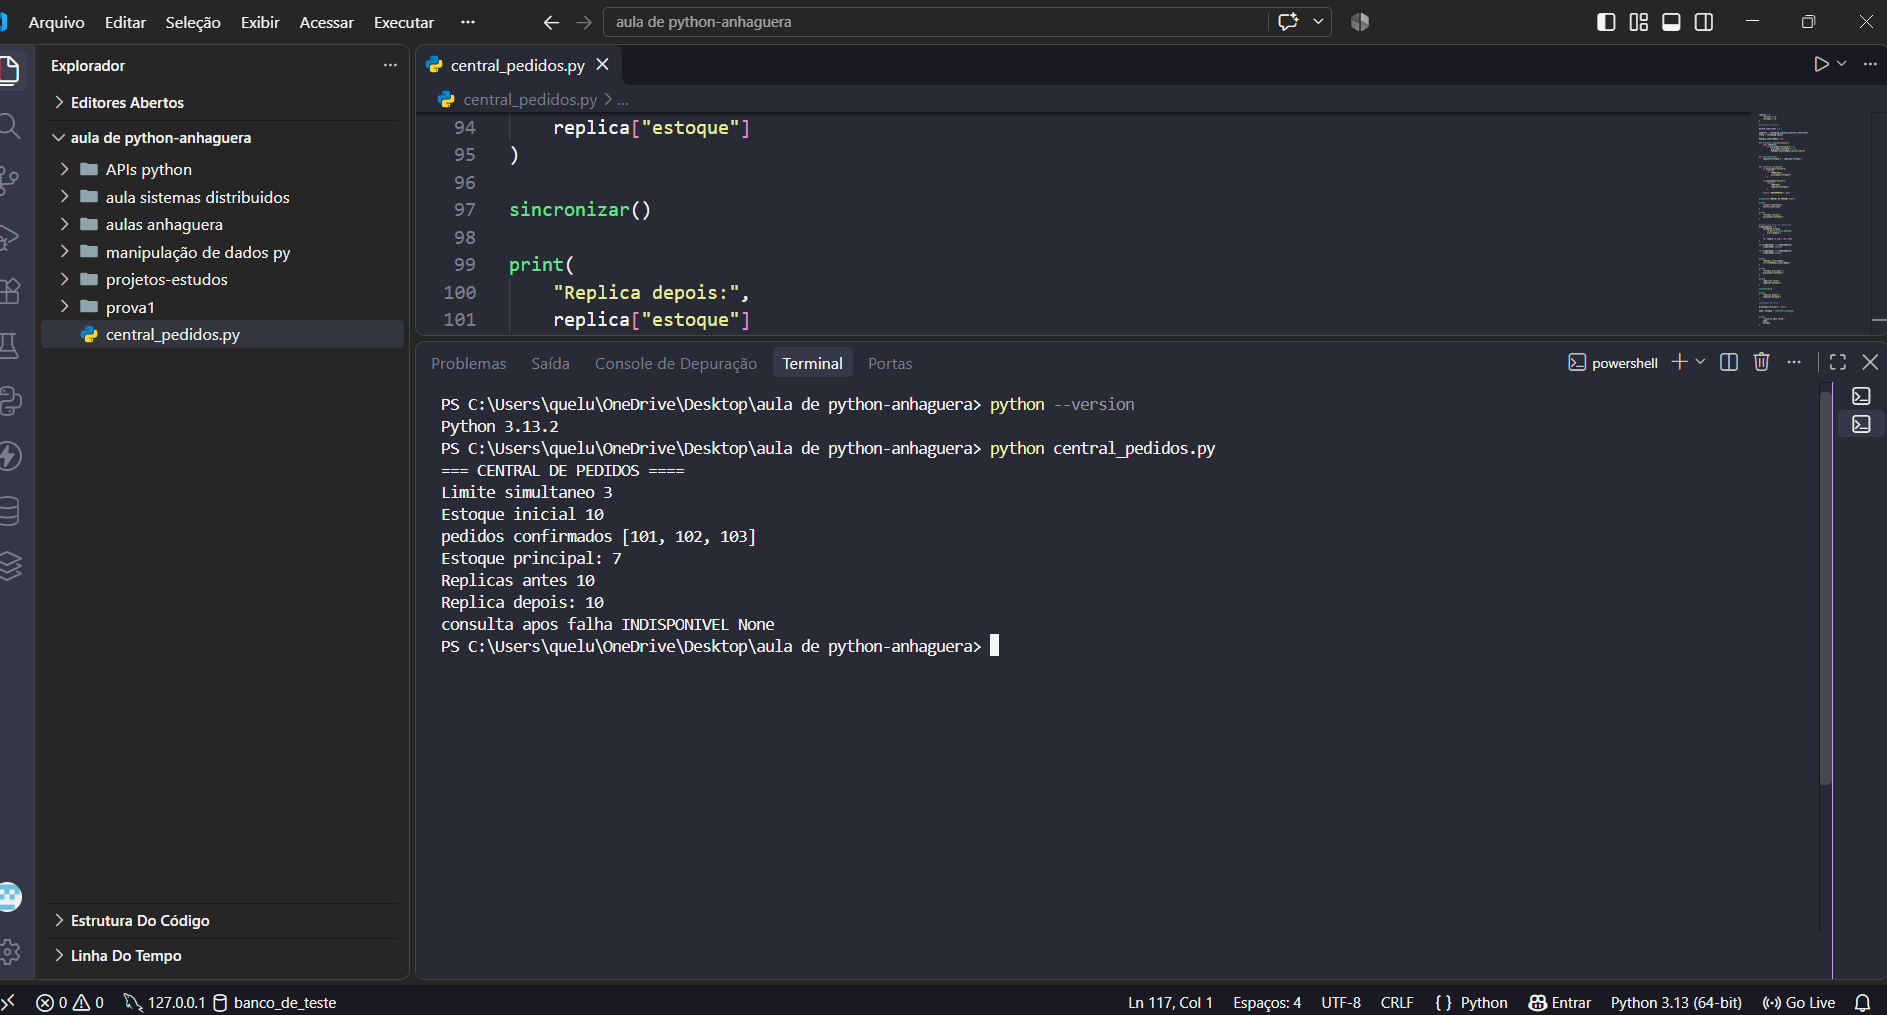 Arquivo Editar Seleção Exibir Acessar Executar ··· aula de python-anhaguera
Explorador ···
Editores Abertos
aula de python-anhaguera
APIs python
aula sistemas distribuidos
aulas anhaguera
manipulação de dados py
projetos-estudos
prova1
central_pedidos.py
Estrutura Do Código
Linha Do Tempo
central_pedidos.py
central_pedidos.py > ...
94 replica["estoque"]
95 )
96
97 sincronizar()
98
99 print(
100 "Replica depois:",
101 replica["estoque"]
Problemas Saída Console de Depuração Terminal Portas powershell
PS C:\Users\quelu\OneDrive\Desktop\aula de python-anhaguera> python --version
Python 3.13.2
PS C:\Users\quelu\OneDrive\Desktop\aula de python-anhaguera> python central_pedidos.py
=== CENTRAL DE PEDIDOS ====
Limite simultaneo 3
Estoque inicial 10
pedidos confirmados [101, 102, 103]
Estoque principal: 7
Replicas antes 10
Replica depois: 10
consulta apos falha INDISPONIVEL None
PS C:\Users\quelu\OneDrive\Desktop\aula de python-anhaguera>
0 0 127.0.0.1 banco_de_teste Ln 117, Col 1 Espaços: 4 UTF-8 CRLF {} Python Entrar Python 3.13 (64-bit) Go Live